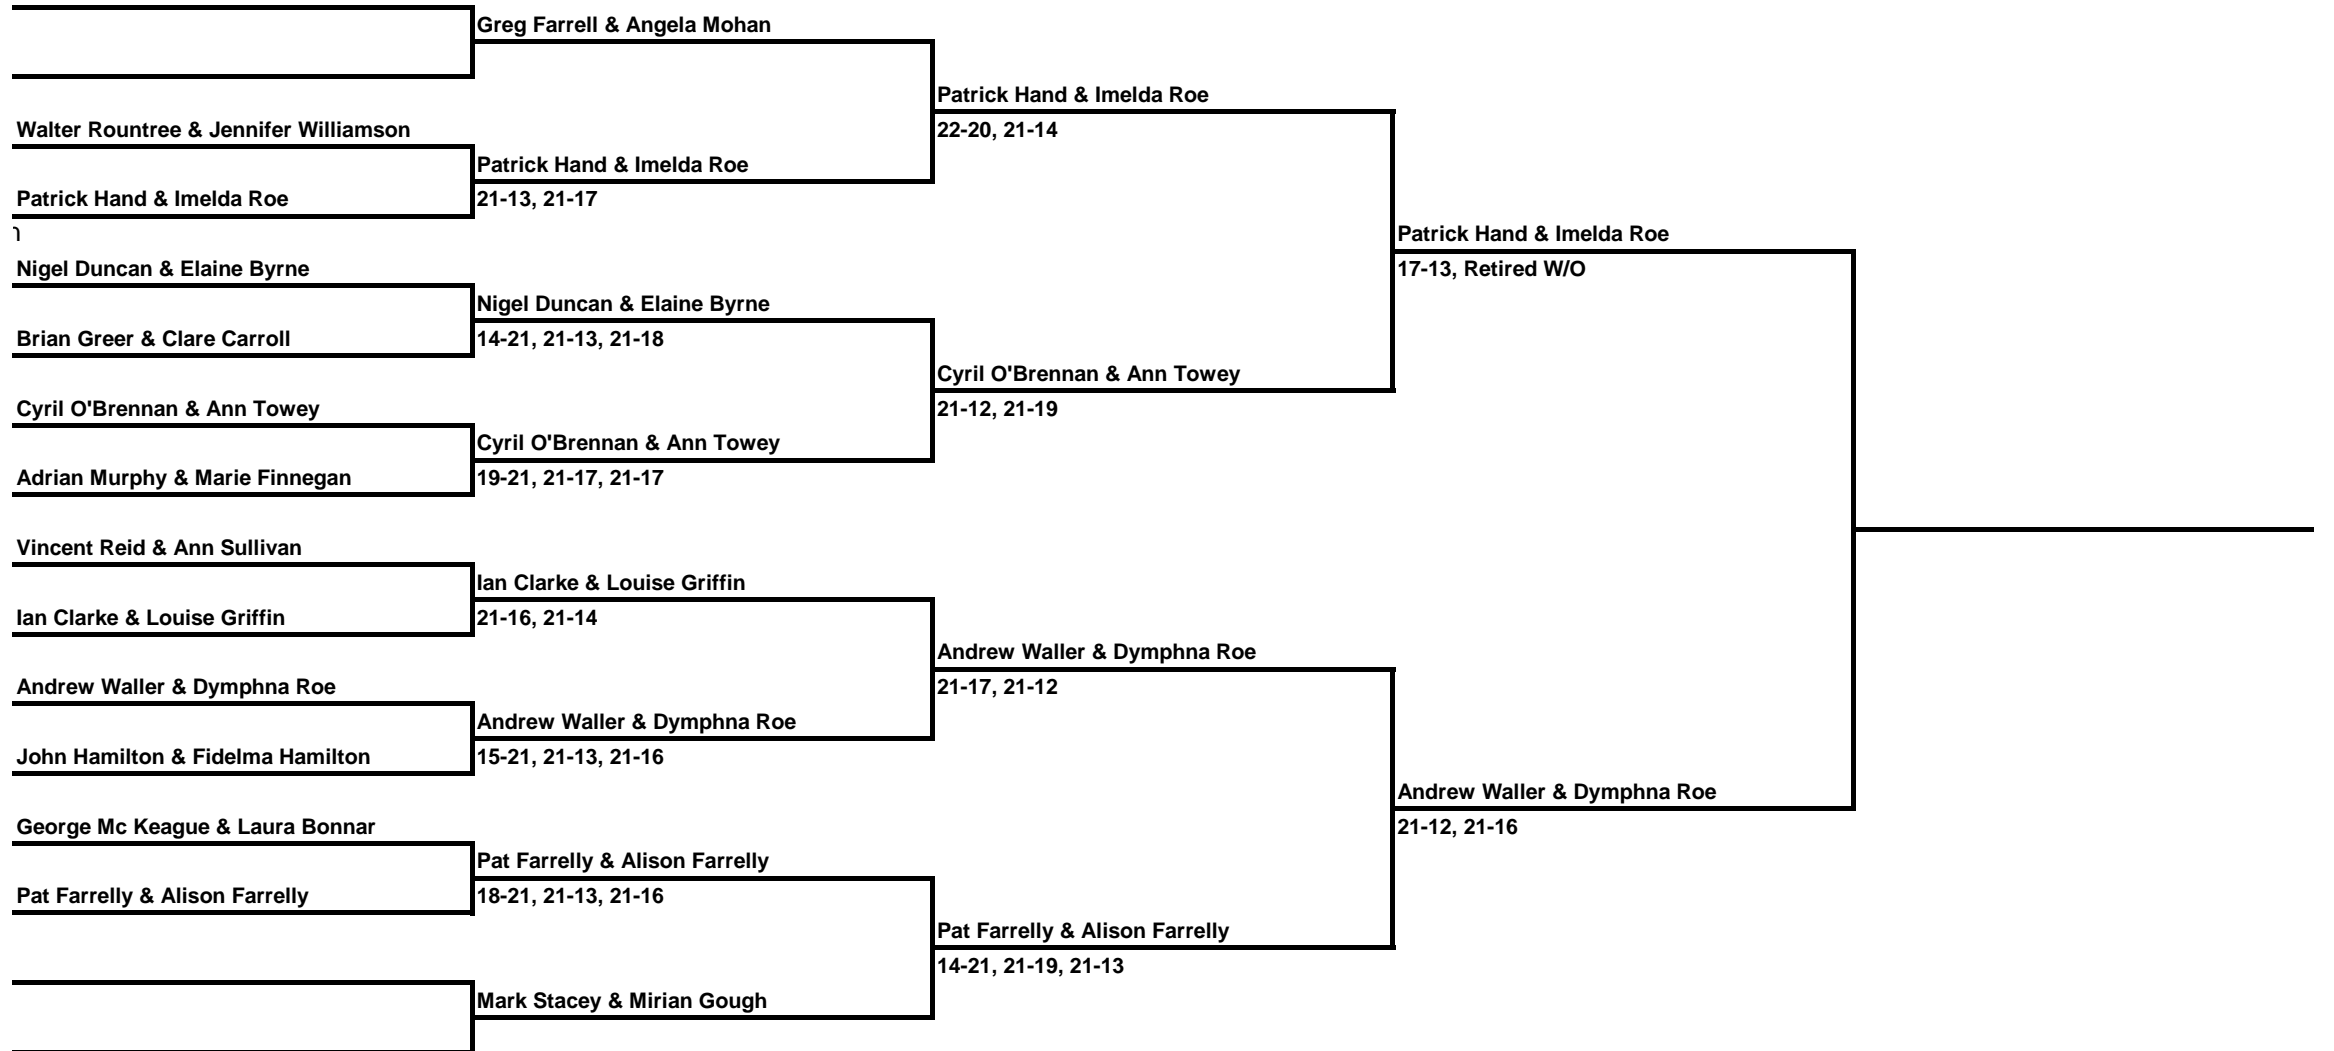 Greg Farrell & Angela Mohan
Patrick Hand & Imelda Roe
Walter Rountree & Jennifer Williamson
22-20, 21-14
Patrick Hand & Imelda Roe
Patrick Hand & Imelda Roe
21-13, 21-17
Patrick Hand & Imelda Roe
Nigel Duncan & Elaine Byrne
17-13, Retired W/O
Nigel Duncan & Elaine Byrne
Brian Greer & Clare Carroll
14-21, 21-13, 21-18
Cyril O'Brennan & Ann Towey
Cyril O'Brennan & Ann Towey
21-12, 21-19
Cyril O'Brennan & Ann Towey
Adrian Murphy & Marie Finnegan
19-21, 21-17, 21-17
Vincent Reid & Ann Sullivan
Ian Clarke & Louise Griffin
Ian Clarke & Louise Griffin
21-16, 21-14
Andrew Waller & Dymphna Roe
Andrew Waller & Dymphna Roe
21-17, 21-12
Andrew Waller & Dymphna Roe
John Hamilton & Fidelma Hamilton
15-21, 21-13, 21-16
Andrew Waller & Dymphna Roe
George Mc Keague & Laura Bonnar
21-12, 21-16
Pat Farrelly & Alison Farrelly
Pat Farrelly & Alison Farrelly
18-21, 21-13, 21-16
Pat Farrelly & Alison Farrelly
14-21, 21-19, 21-13
Mark Stacey & Mirian Gough